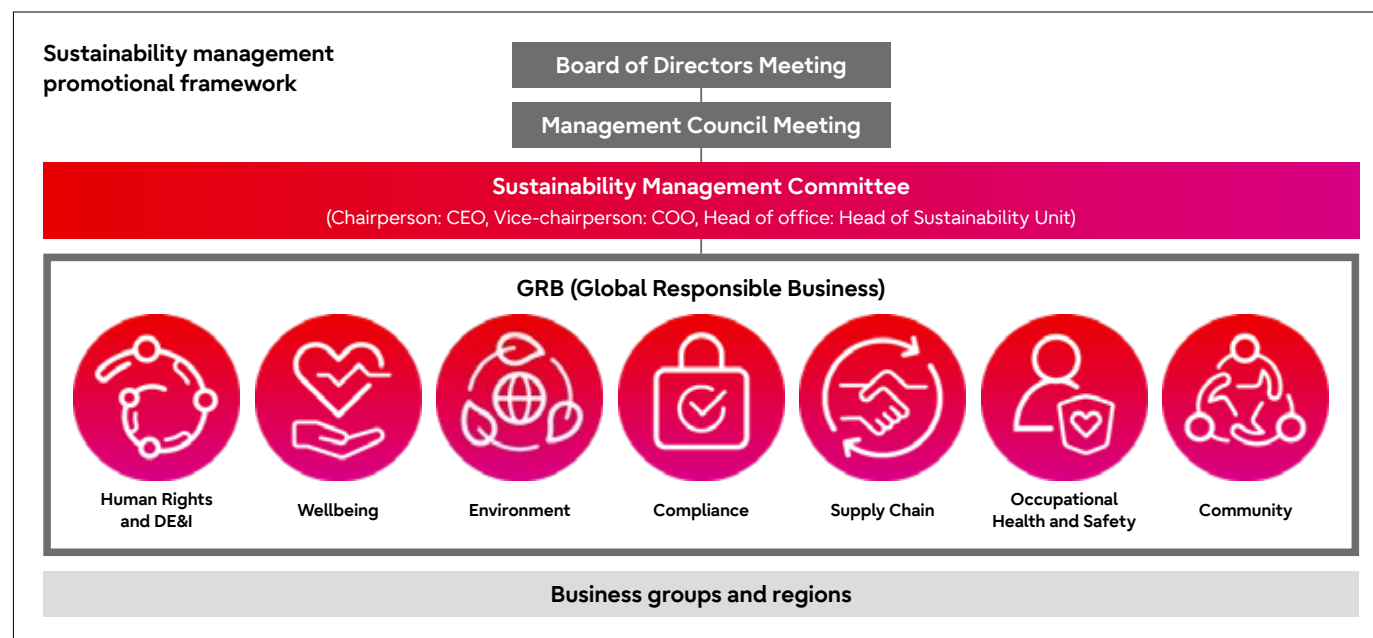 Sustainability management
promotional framework
Board of Directors Meeting
Management Council Meeting
Sustainability Management Committee
(Chairperson: CEO, Vice-chairperson: COO, Head of office: Head of Sustainability Unit)
GRB (Global Responsible Business)
Human Rights
and DE&I
Wellbeing
Environment
Compliance
Supply Chain
Occupational
Health and Safety
Community
Business groups and regions